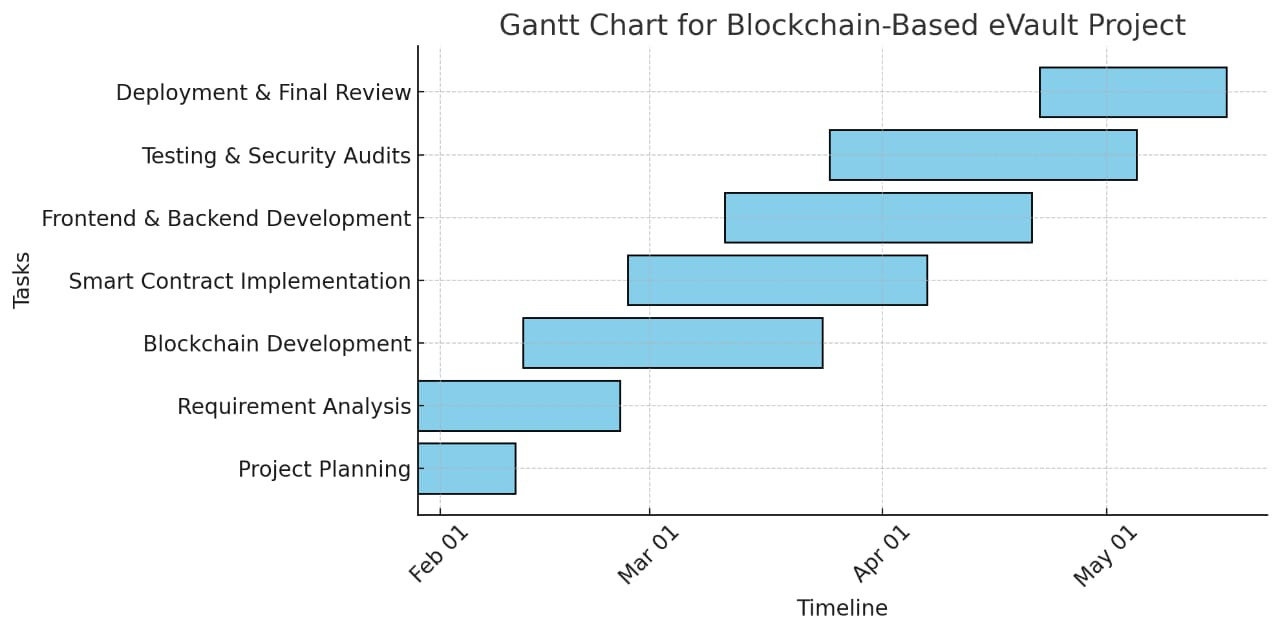 Gantt Chart for Blockchain-Based eVault Project
Deployment & Final Review
Testing & Security Audits
Frontend & Backend Development
Smart Contract Implementation
Blockchain Development
Requirement Analysis
Project Planning
Tasks
Feb 01
Mar 01
Apr 01
May 01
Timeline